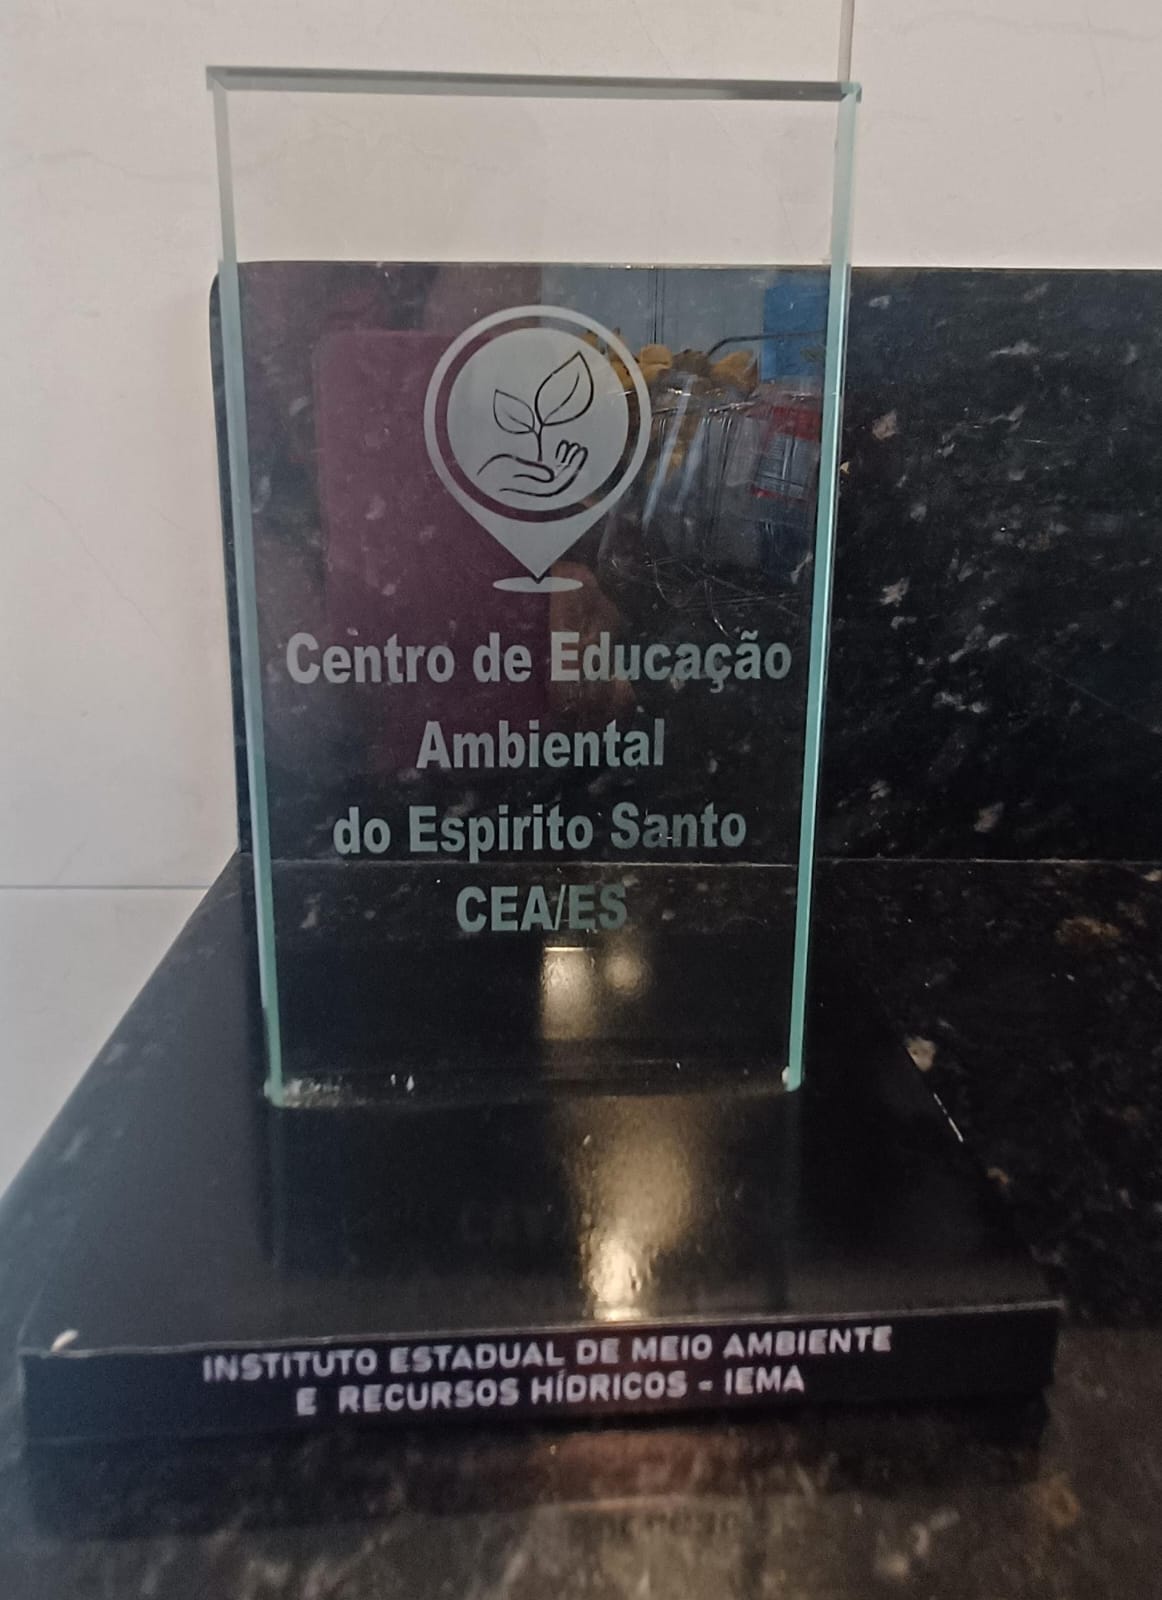 Centro de Educação
Ambiental
do Espirito Santo
CEA/ES
INSTITUTO ESTADUAL DE MEIO AMBIENTE
E RECURSOS HÍDRICOS - IEMA